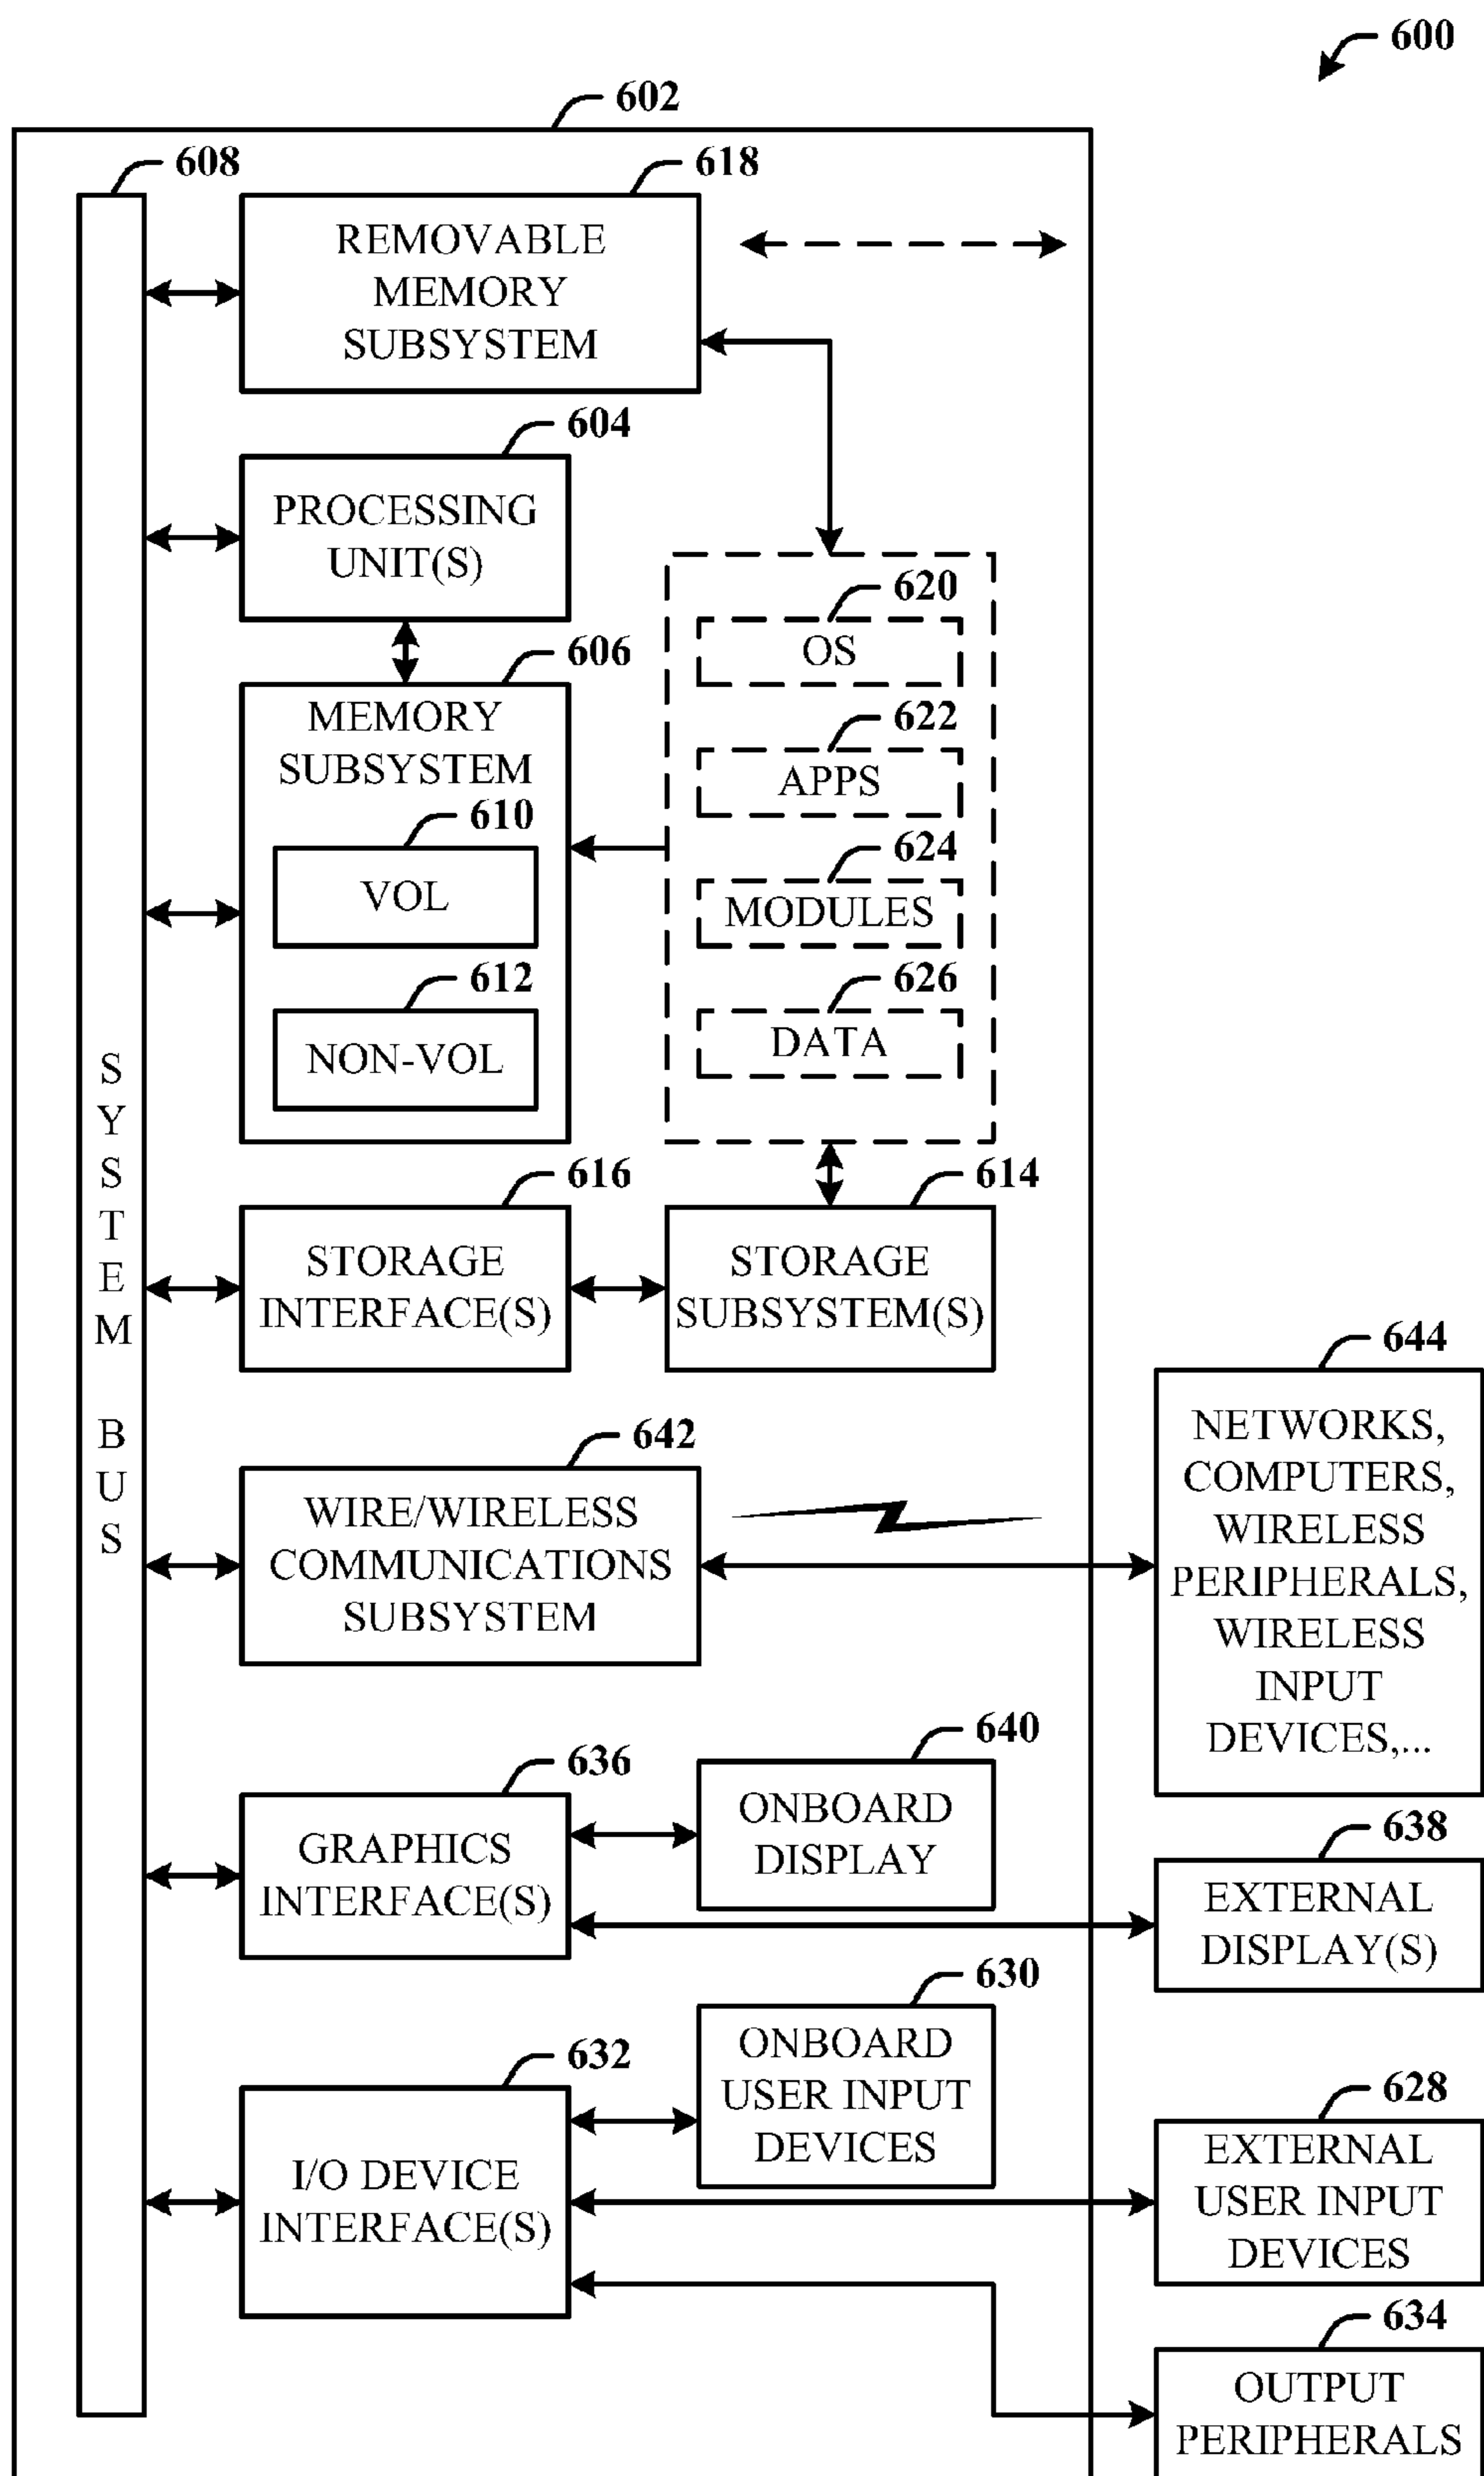 600
602
608
618
REMOVABLE
MEMORY
SUBSYSTEM
604
PROCESSING
UNIT(S)
606
MEMORY
SUBSYSTEM
610
VOL
612
NON-VOL
620
OS
622
APPS
624
MODULES
626
DATA
SYSTEM BUS
616
STORAGE
INTERFACE(S)
614
STORAGE
SUBSYSTEM(S)
642
WIRE/WIRELESS
COMMUNICATIONS
SUBSYSTEM
644
NETWORKS,
COMPUTERS,
WIRELESS
PERIPHERALS,
WIRELESS
INPUT
DEVICES,...
636
GRAPHICS
INTERFACE(S)
640
ONBOARD
DISPLAY
638
EXTERNAL
DISPLAY(S)
632
I/O DEVICE
INTERFACE(S)
630
ONBOARD
USER INPUT
DEVICES
628
EXTERNAL
USER INPUT
DEVICES
634
OUTPUT
PERIPHERALS